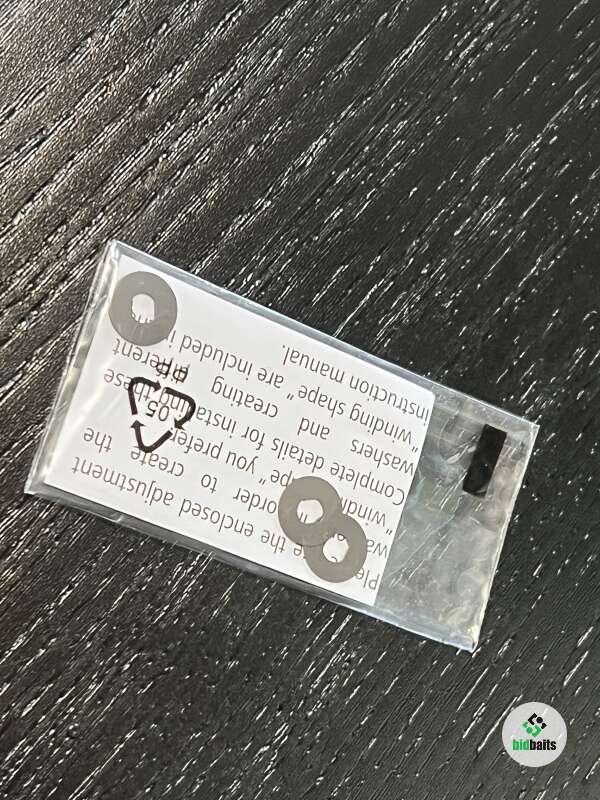 the enclosed adjustment
order to create the
you prefer
Complete details for these
washers and creating
"winding shape" are included
instruction manual.
05
PP
bidbaits